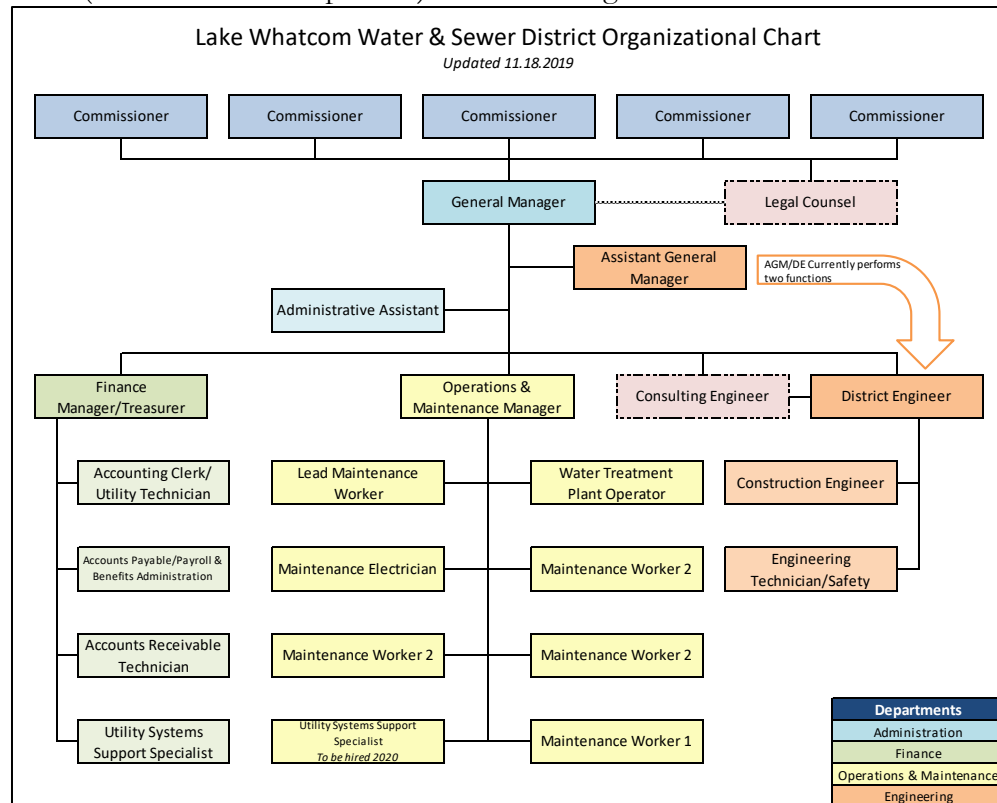 Lake Whatcom Water & Sewer District Organizational Chart
Updated 11.18.2019
Commissioner
Commissioner
Commissioner
Commissioner
Commissioner
General Manager
Legal Counsel
Assistant General
Manager
AGM/DE Currently performs
two functions
Administrative Assistant
Finance
Manager/Treasurer
Operations &
Maintenance Manager
Consulting Engineer
District Engineer
Accounting Clerk/
Utility Technician
Lead Maintenance
Worker
Water Treatment
Plant Operator
Construction Engineer
Accounts Payable/Payroll &
Benefits Administration
Maintenance Electrician
Maintenance Worker 2
Engineering
Technician/Safety
Accounts Receivable
Technician
Maintenance Worker 2
Maintenance Worker 2
Utility Systems
Support Specialist
Utility Systems Support
Specialist
To be hired 2020
Maintenance Worker 1
Departments
Administration
Finance
Operations & Maintenance
Engineering